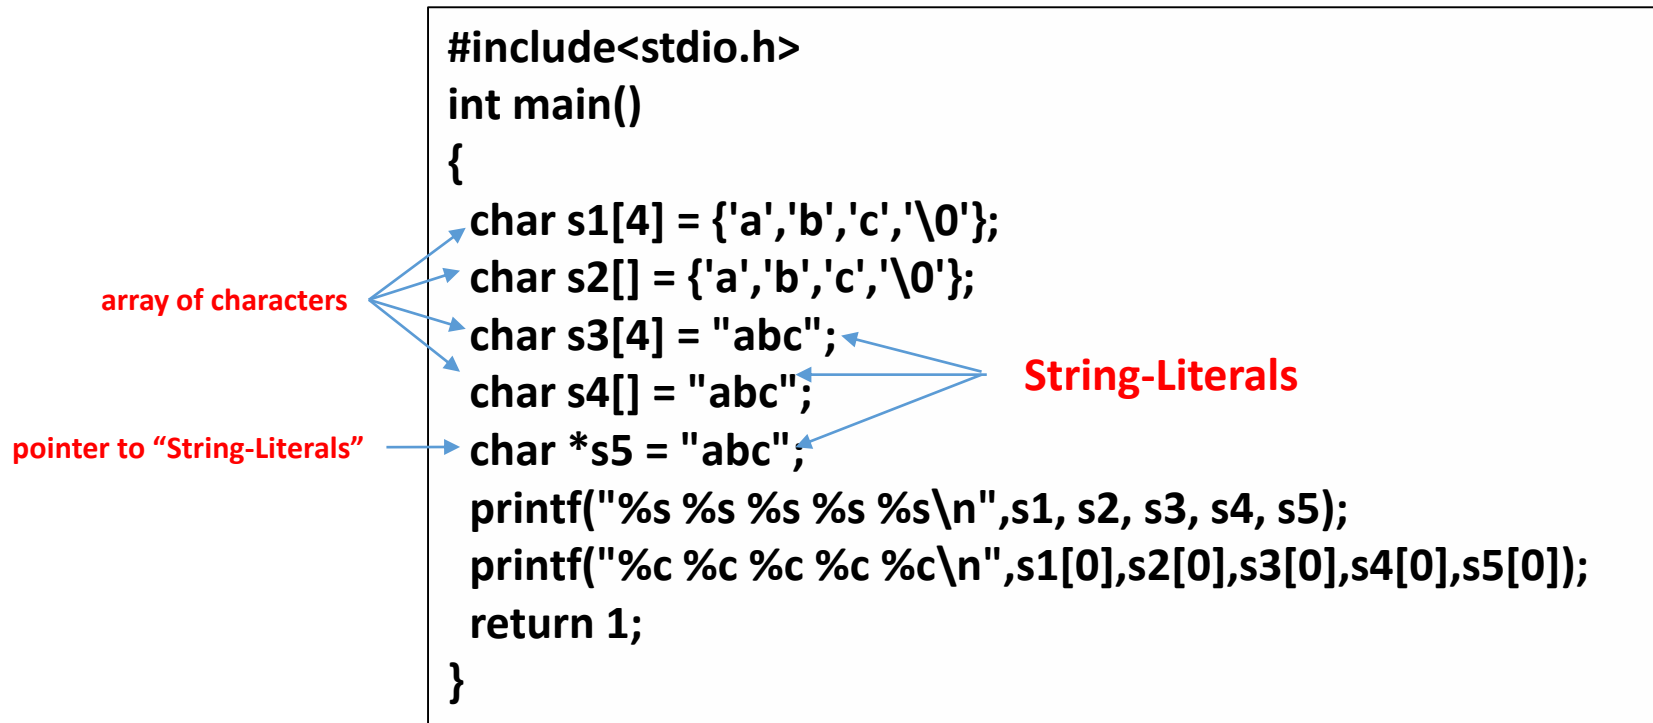 #include<stdio.h>
int main()
{
char s1[4] = {'a','b','c','\0'};
char s2[] = {'a','b','c','\0'};
array of characters
char s3[4] = "abc";
String-Literals
char s4[] = "abc";
pointer to “String-Literals”
char *s5 = "abc";
printf("%s %s %s %s %s\n",s1, s2, s3, s4, s5);
printf("%c %c %c %c %c\n",s1[0],s2[0],s3[0],s4[0],s5[0]);
return 1;
}